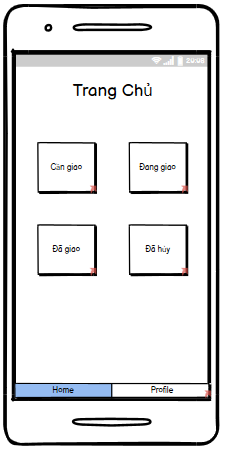 Trang Chủ
Cần giao
Đang giao
Đã giao
Đã hủy
Home
Profile